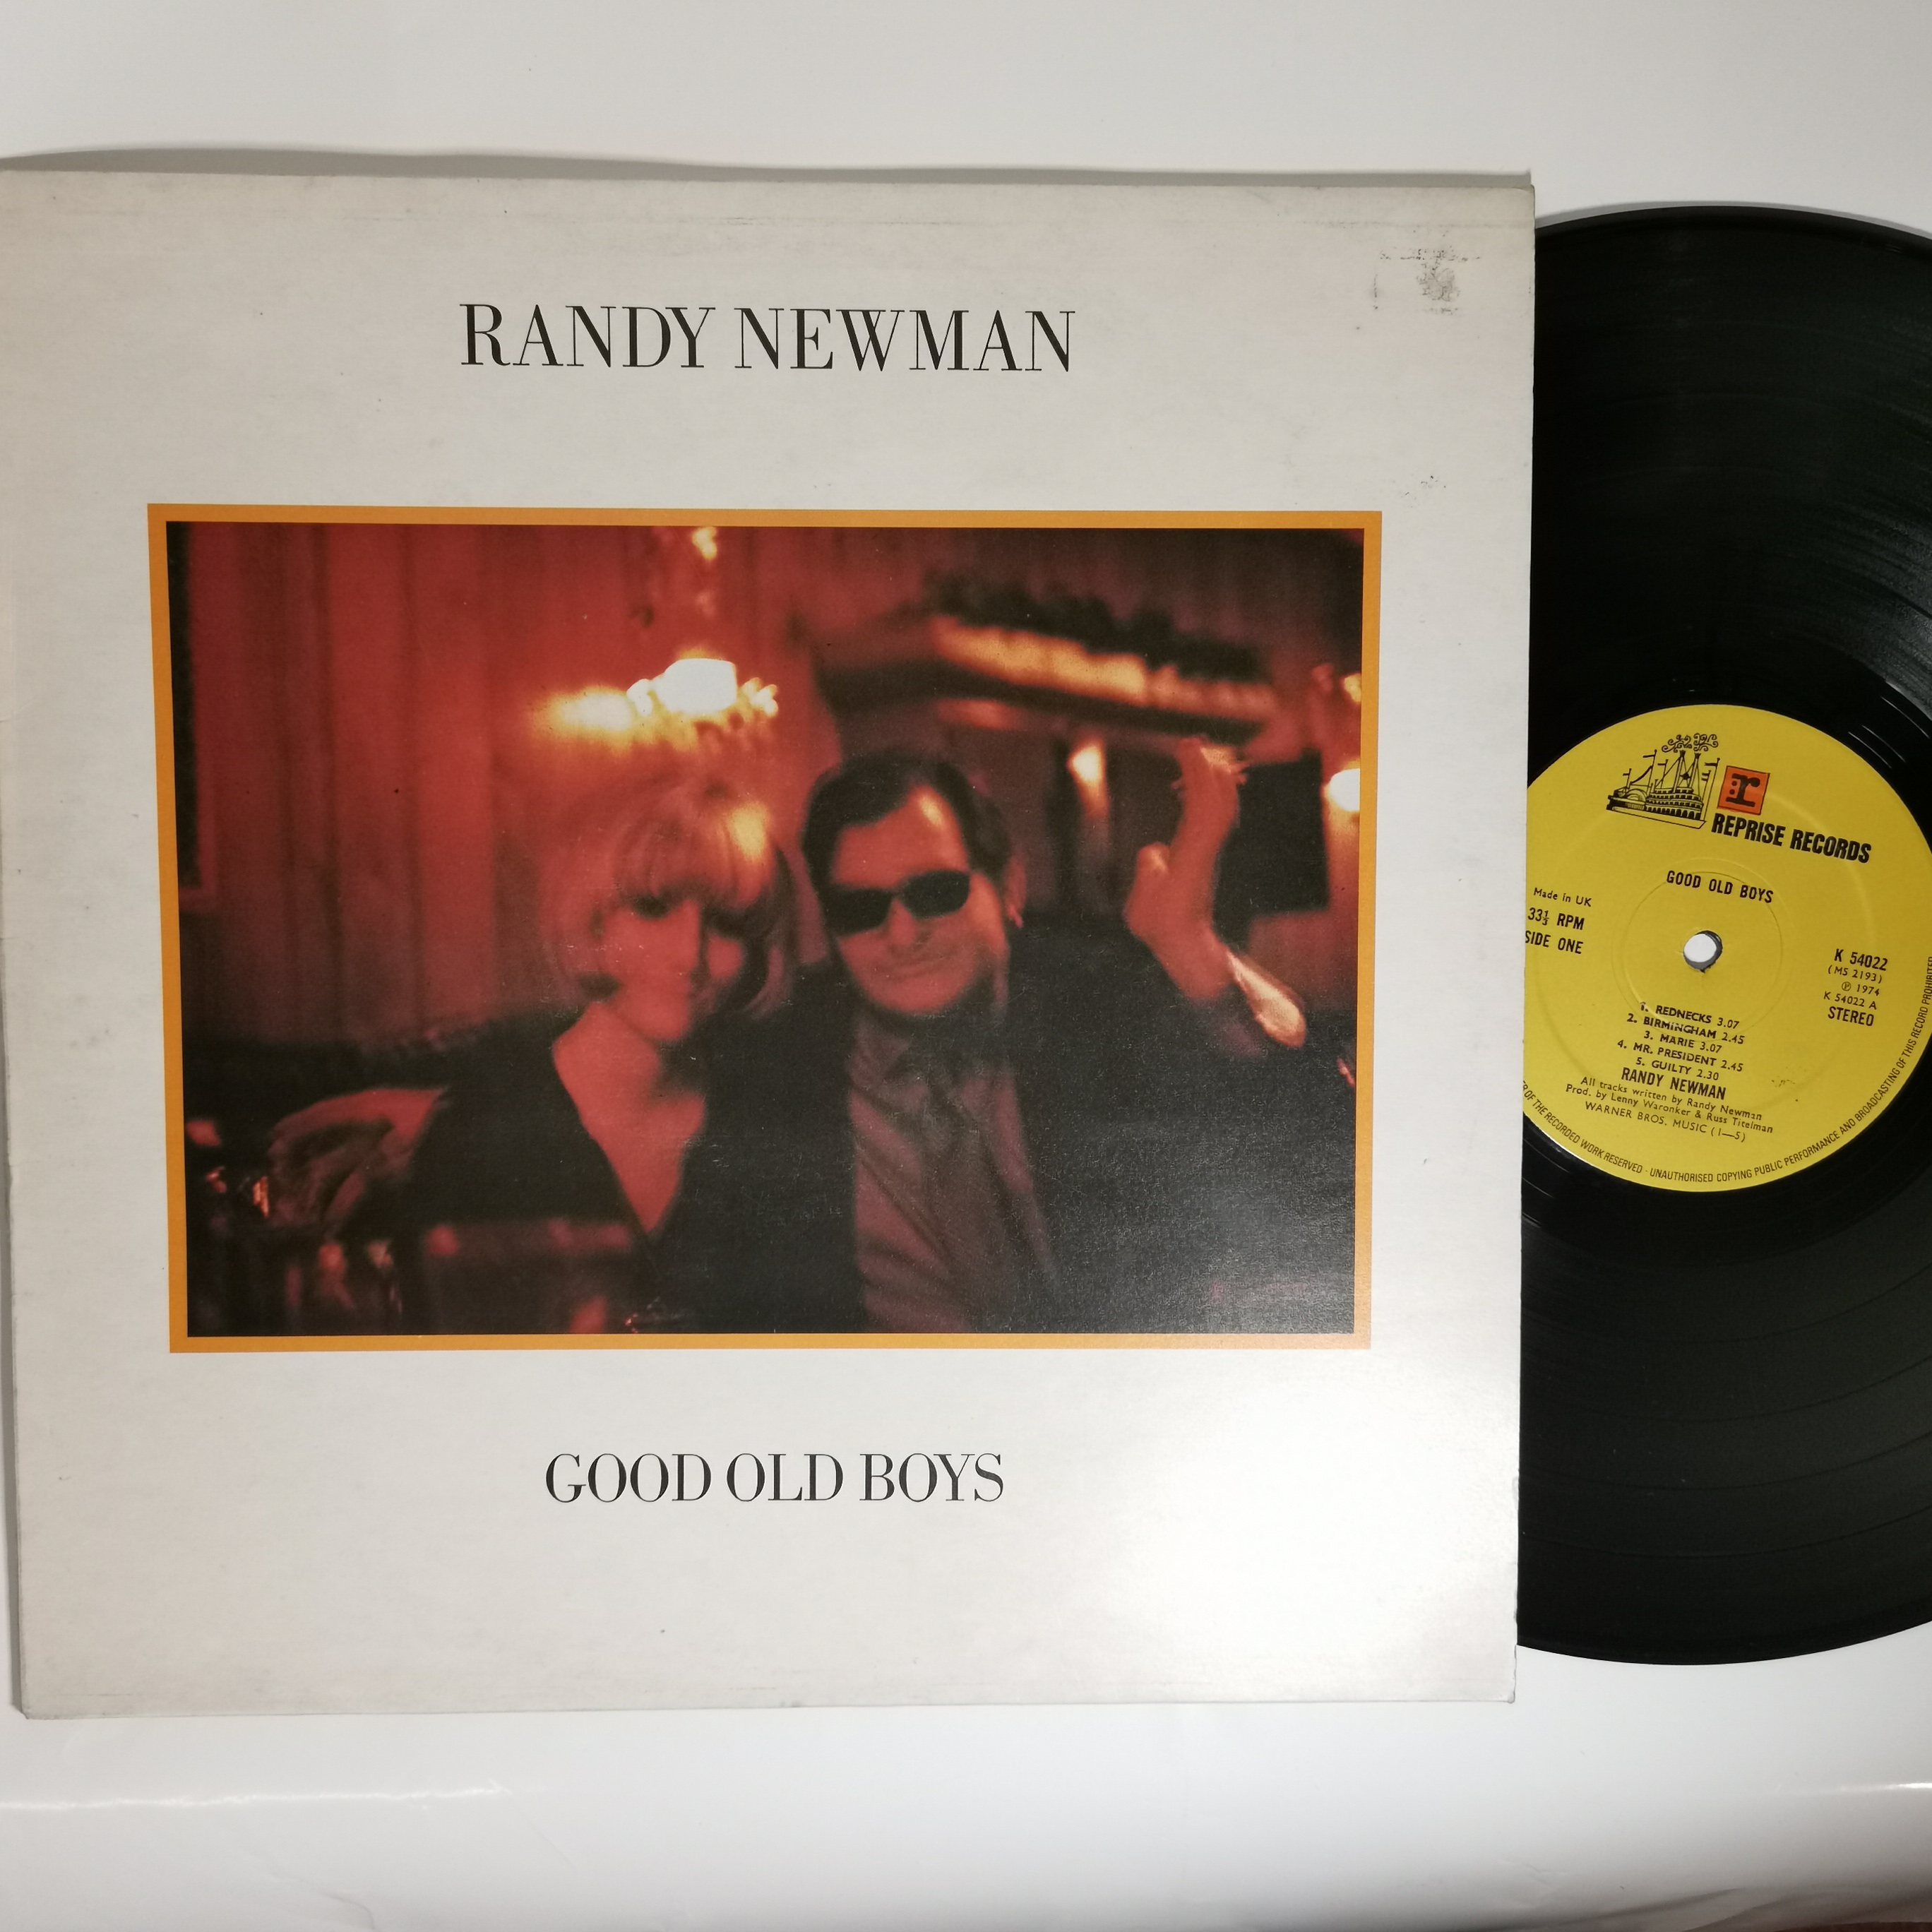 RANDY NEWMAN
GOOD OLD BOYS
r
REPRISE RECORDS
GOOD OLD BOYS
Made in UK
33⅓ RPM
SIDE ONE
K 54022
(MS 2193)
℗ 1974
K 54022 A
STEREO
1. REDNECKS 3.07
2. BIRMINGHAM 2.45
3. MARIE 3.07
4. MR. PRESIDENT 2.45
5. GUILTY 2.30
RANDY NEWMAN
All tracks written by Randy Newman
Prod. by Lenny Waronker & Russ Titelman
WARNER BROS. MUSIC (1—5)
OF THE RECORDED WORK RESERVED · UNAUTHORISED COPYING PUBLIC PERFORMANCE AND BROADCASTING OF THIS RECORD PROHIBITED